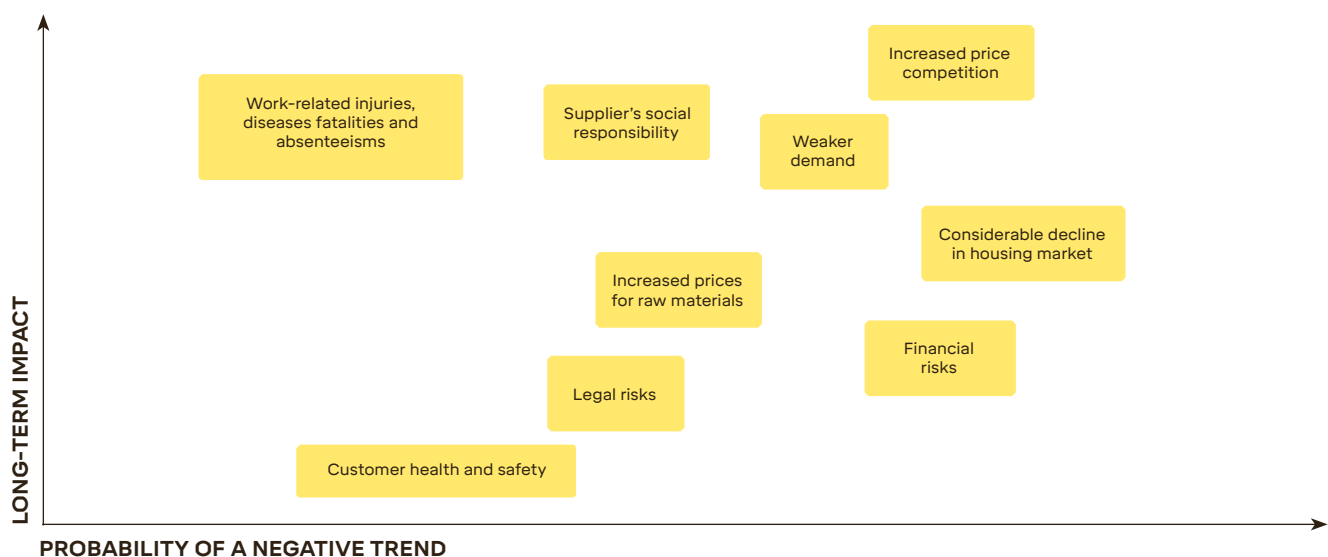 Increased price
competition
Work-related injuries,
diseases fatalities and
absenteeisms
Supplier's social
responsibility
Weaker
demand
Considerable decline
in housing market
Increased prices
for raw materials
Financial
risks
Legal risks
Customer health and safety
LONG-TERM IMPACT
PROBABILITY OF A NEGATIVE TREND